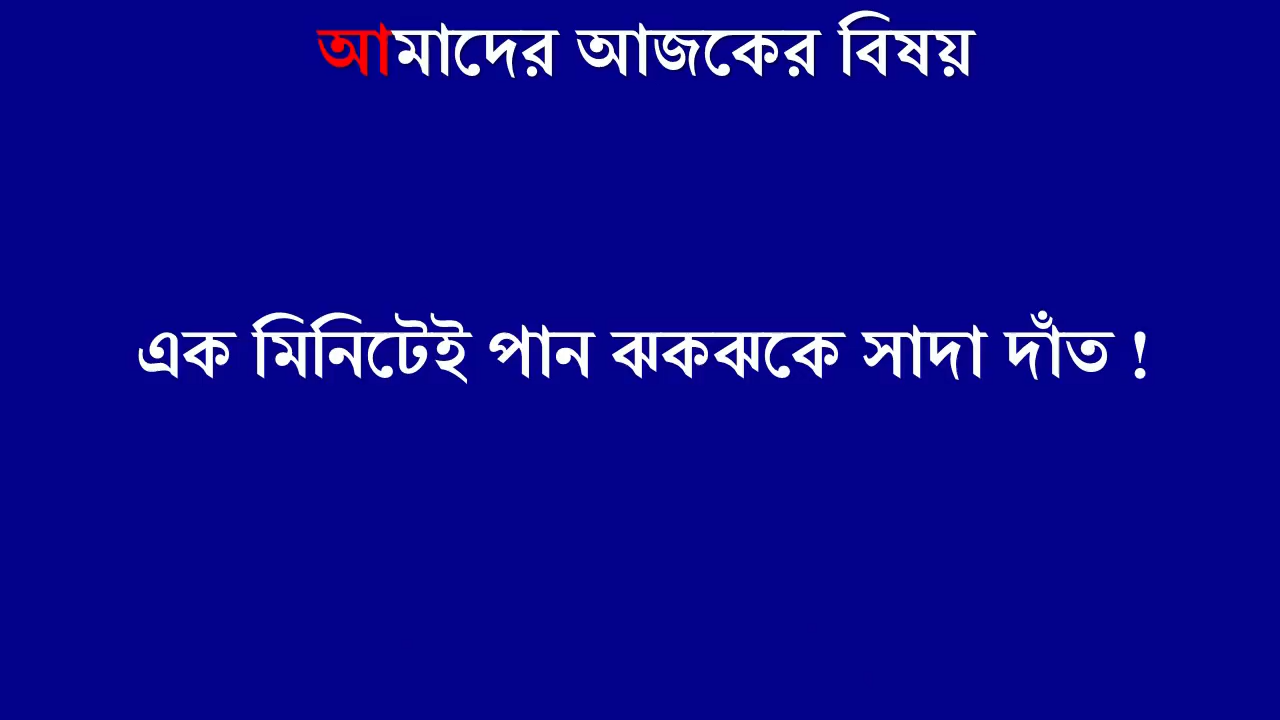 আমাদের আজকের বিষয়
এক মিনিটেই পান ঝকঝকে সাদা দাঁত !